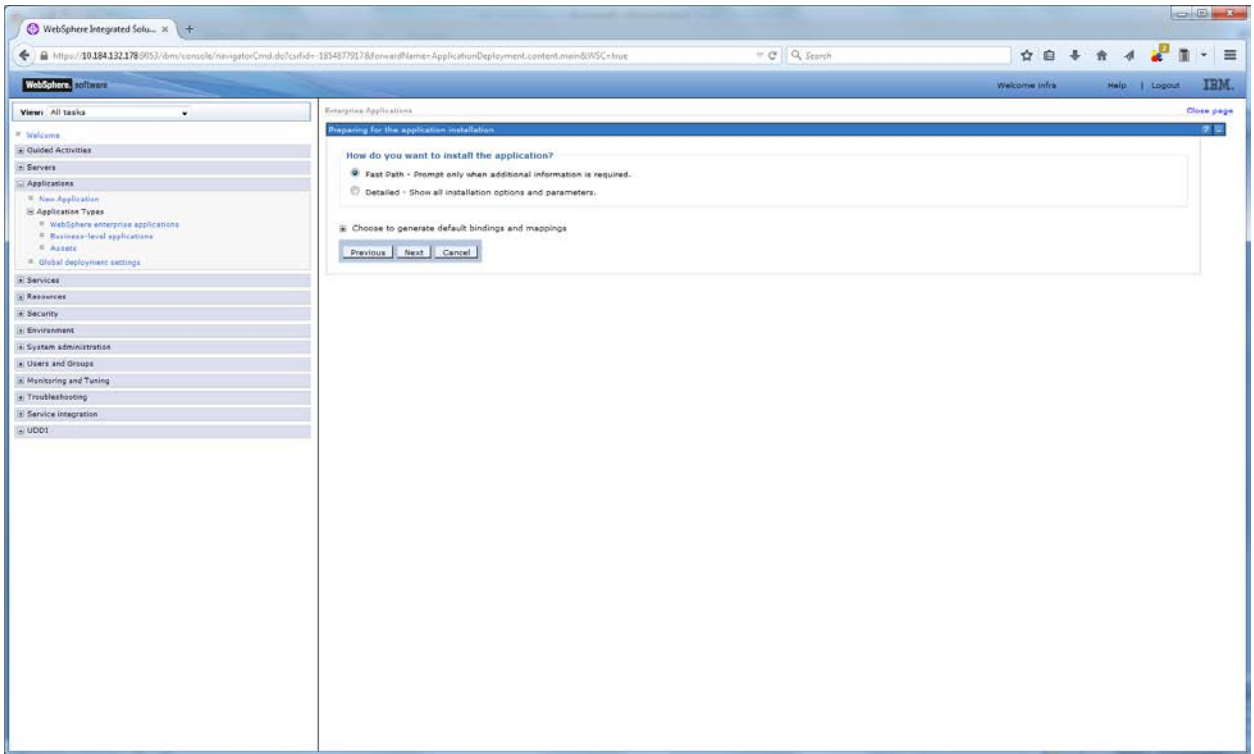 WebSphere Integrated Solu...
https://10.184.132.178:9053/ibm/console/navigatorCmd.do?csrfid=-1854877917&forwardName=ApplicationDeployment.content.main&WSC=true
Search
2
WebSphere. software
Welcome infra
Help | Logout
IBM.
View: All tasks
Welcome
Guided Activities
Servers
Applications
New Application
Application Types
WebSphere enterprise applications
Business-level applications
Assets
Global deployment settings
Services
Resources
Security
Environment
System administration
Users and Groups
Monitoring and Tuning
Troubleshooting
Service integration
UDDI
Enterprise Applications
Close page
Preparing for the application installation
?
How do you want to install the application?
Fast Path - Prompt only when additional information is required.
Detailed - Show all installation options and parameters.
Choose to generate default bindings and mappings
Previous Next Cancel